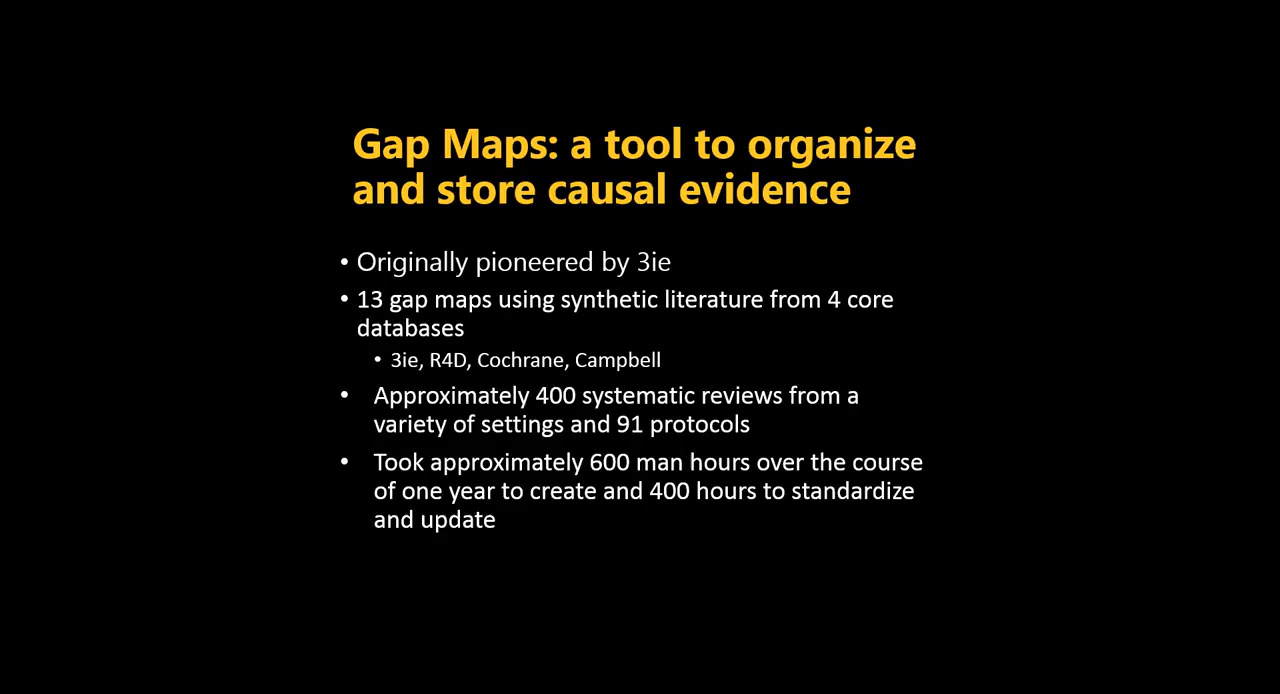 Gap Maps: a tool to organize
and store causal evidence
• Originally pioneered by 3ie
• 13 gap maps using synthetic literature from 4 core
databases
• 3ie, R4D, Cochrane, Campbell
• Approximately 400 systematic reviews from a
variety of settings and 91 protocols
• Took approximately 600 man hours over the course
of one year to create and 400 hours to standardize
and update